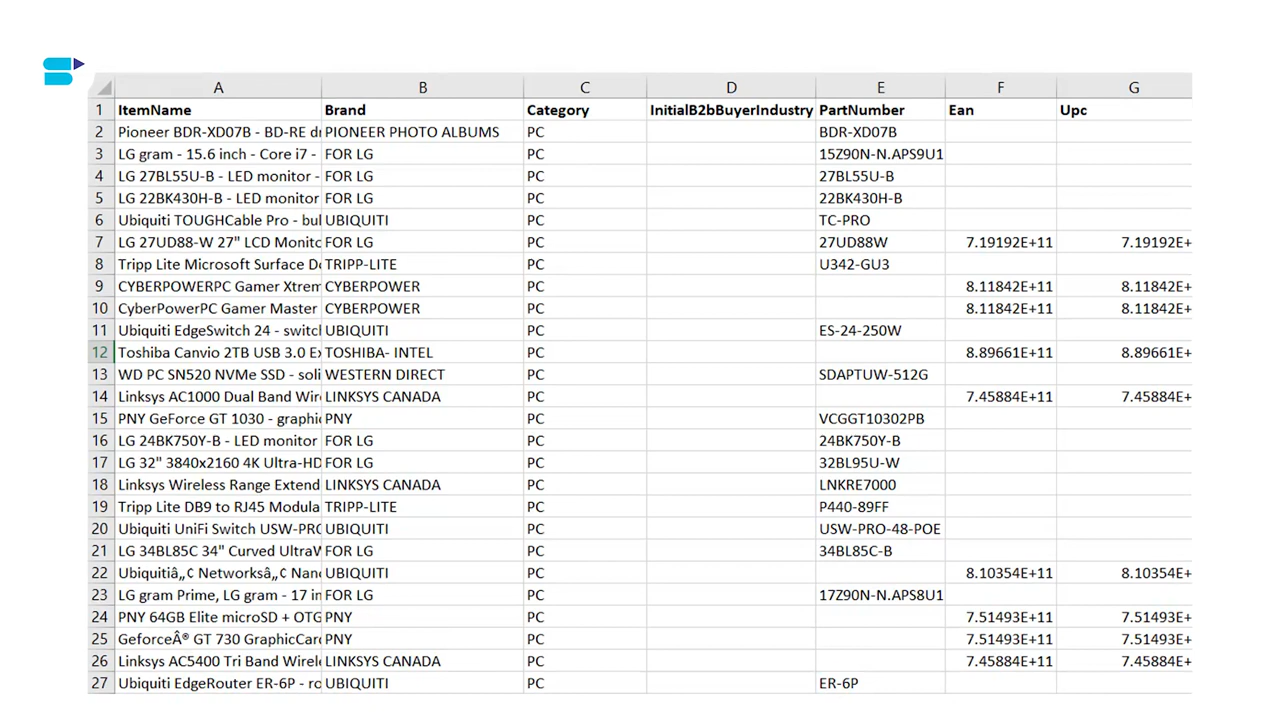 A B C D E F G
1 ItemName Brand Category InitialB2bBuyerIndustry PartNumber Ean Upc
2 Pioneer BDR-XD07B - BD-RE dr PIONEER PHOTO ALBUMS PC BDR-XD07B
3 LG gram - 15.6 inch - Core i7 - FOR LG PC 15Z90N-N.APS9U1
4 LG 27BL55U-B - LED monitor - FOR LG PC 27BL55U-B
5 LG 22BK430H-B - LED monitor FOR LG PC 22BK430H-B
6 Ubiquiti TOUGHCable Pro - bul UBIQUITI PC TC-PRO
7 LG 27UD88-W 27" LCD Monito FOR LG PC 27UD88W 7.19192E+11 7.19192E+
8 Tripp Lite Microsoft Surface Do TRIPP-LITE PC U342-GU3
9 CYBERPOWERPC Gamer Xtrem CYBERPOWER PC 8.11842E+11 8.11842E+
10 CyberPowerPC Gamer Master CYBERPOWER PC 8.11842E+11 8.11842E+
11 Ubiquiti EdgeSwitch 24 - switch UBIQUITI PC ES-24-250W
12 Toshiba Canvio 2TB USB 3.0 Ex TOSHIBA- INTEL PC 8.89661E+11 8.89661E+
13 WD PC SN520 NVMe SSD - soli WESTERN DIRECT PC SDAPTUW-512G
14 Linksys AC1000 Dual Band Wire LINKSYS CANADA PC 7.45884E+11 7.45884E+
15 PNY GeForce GT 1030 - graphic PNY PC VCGGT10302PB
16 LG 24BK750Y-B - LED monitor FOR LG PC 24BK750Y-B
17 LG 32" 3840x2160 4K Ultra-HD FOR LG PC 32BL95U-W
18 Linksys Wireless Range Extend LINKSYS CANADA PC LNKRE7000
19 Tripp Lite DB9 to RJ45 Modula TRIPP-LITE PC P440-89FF
20 Ubiquiti UniFi Switch USW-PRO UBIQUITI PC USW-PRO-48-POE
21 LG 34BL85C 34" Curved UltraW FOR LG PC 34BL85C-B
22 Ubiquitiâ„¢ Networksâ„¢ Nano UBIQUITI PC 8.10354E+11 8.10354E+
23 LG gram Prime, LG gram - 17 in FOR LG PC 17Z90N-N.APS8U1
24 PNY 64GB Elite microSD + OTG PNY PC 7.51493E+11 7.51493E+
25 GeforceÂ® GT 730 GraphicCard PNY PC 7.51493E+11 7.51493E+
26 Linksys AC5400 Tri Band Wirele LINKSYS CANADA PC 7.45884E+11 7.45884E+
27 Ubiquiti EdgeRouter ER-6P - ro UBIQUITI PC ER-6P